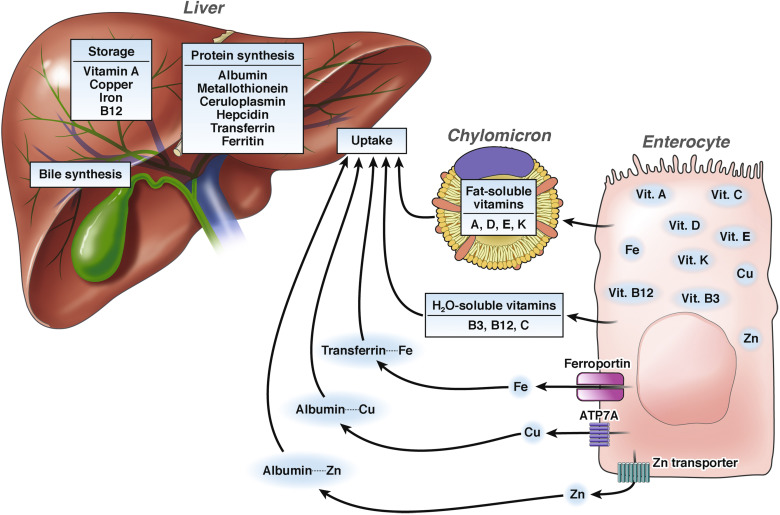 Liver
Storage
Vitamin A
Copper
Iron
B12
Protein synthesis
Albumin
Metallothionein
Ceruloplasmin
Hepcidin
Transferrin
Ferritin
Bile synthesis
Uptake
Chylomicron
Fat-soluble
vitamins
A, D, E, K
H₂O-soluble vitamins
B3, B12, C
Enterocyte
Vit. A
Vit. C
Vit. D
Vit. E
Fe
Vit. K
Cu
Vit. B12
Vit. B3
Zn
Transferrin·····Fe
Ferroportin
Fe
Albumin·····Cu
ATP7A
Cu
Albumin·····Zn
Zn transporter
Zn